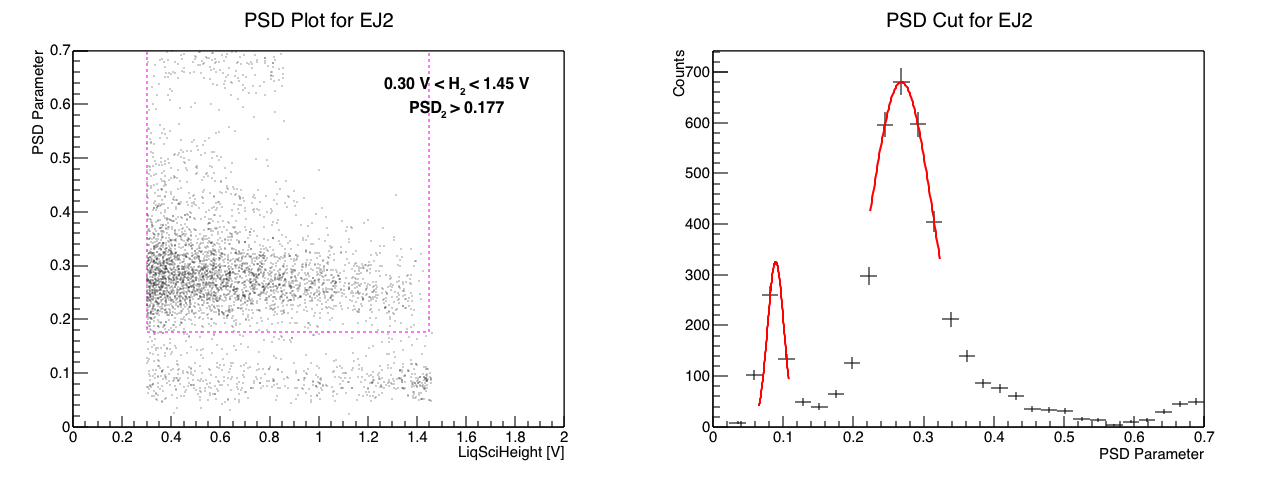 PSD Plot for EJ2
PSD Parameter
0.7
0.6
0.5
0.4
0.3
0.2
0.1
0
0.30 V < H₂ < 1.45 V
PSD₂ > 0.177
0 0.2 0.4 0.6 0.8 1 1.2 1.4 1.6 1.8 2
LiqSciHeight [V]
PSD Cut for EJ2
Counts
700
600
500
400
300
200
100
0
0 0.1 0.2 0.3 0.4 0.5 0.6 0.7
PSD Parameter